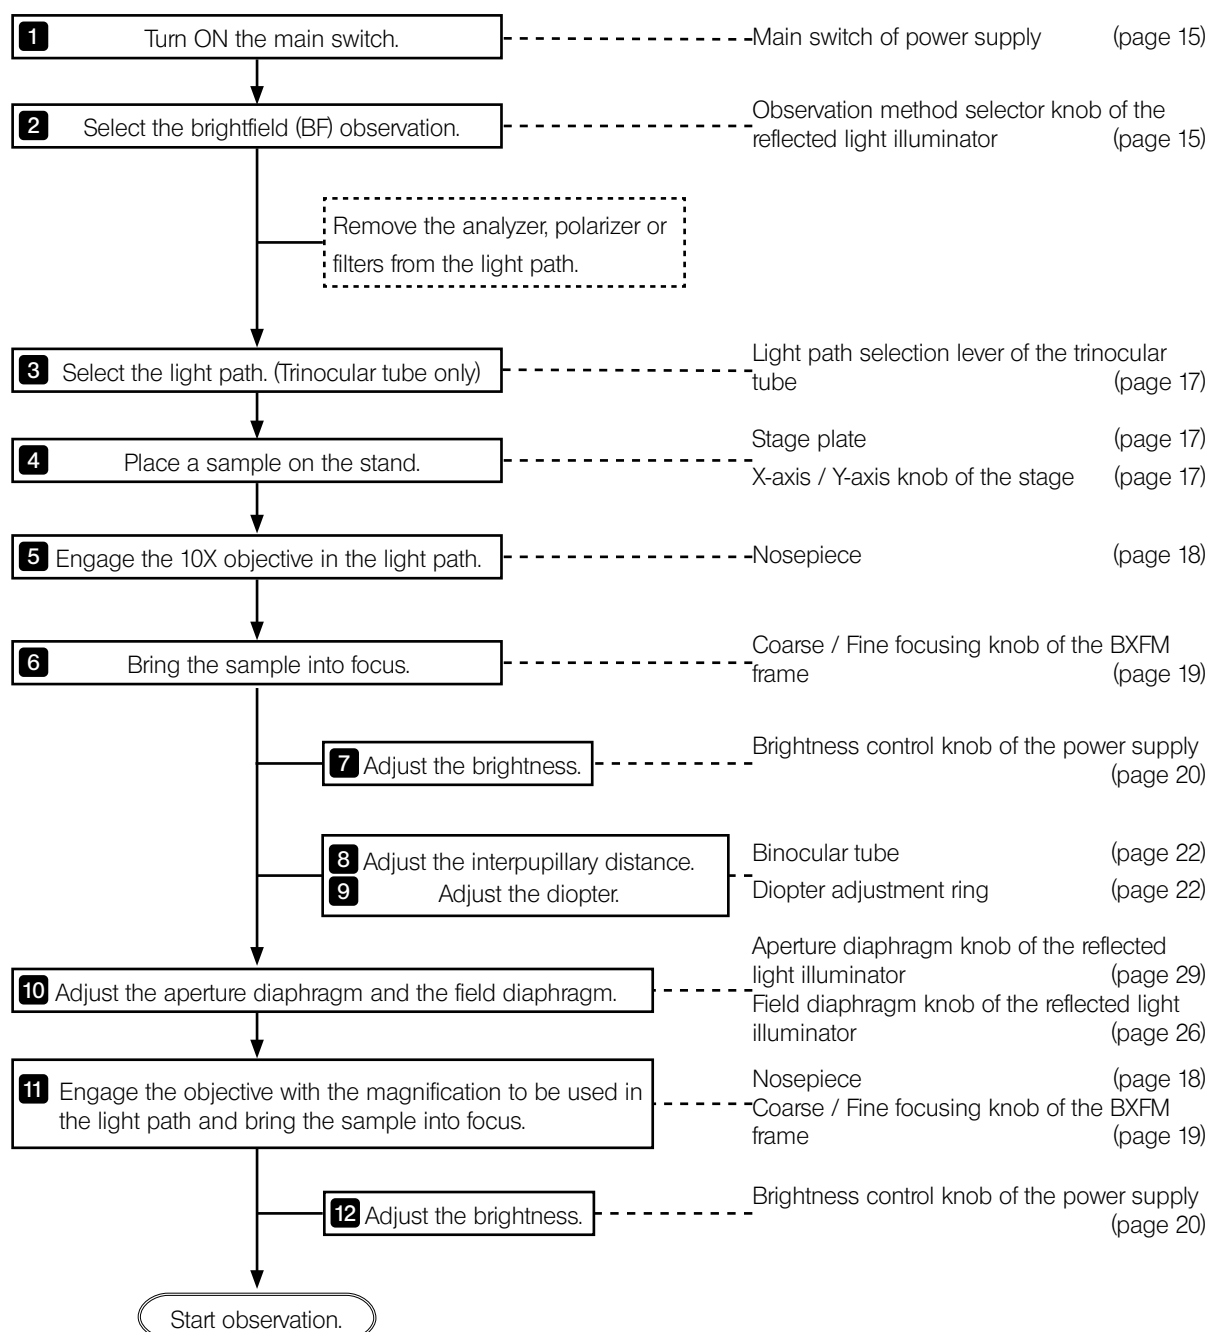 1 Turn ON the main switch.
Main switch of power supply (page 15)
2 Select the brightfield (BF) observation.
Observation method selector knob of the
reflected light illuminator (page 15)
Remove the analyzer, polarizer or
filters from the light path.
3 Select the light path. (Trinocular tube only)
Light path selection lever of the trinocular
tube (page 17)
4 Place a sample on the stand.
Stage plate (page 17)
X-axis / Y-axis knob of the stage (page 17)
5 Engage the 10X objective in the light path.
Nosepiece (page 18)
6 Bring the sample into focus.
Coarse / Fine focusing knob of the BXFM
frame (page 19)
7 Adjust the brightness.
Brightness control knob of the power supply
(page 20)
8 Adjust the interpupillary distance.
9 Adjust the diopter.
Binocular tube (page 22)
Diopter adjustment ring (page 22)
10 Adjust the aperture diaphragm and the field diaphragm.
Aperture diaphragm knob of the reflected
light illuminator (page 29)
Field diaphragm knob of the reflected light
illuminator (page 26)
11 Engage the objective with the magnification to be used in
the light path and bring the sample into focus.
Nosepiece (page 18)
Coarse / Fine focusing knob of the BXFM
frame (page 19)
12 Adjust the brightness.
Brightness control knob of the power supply
(page 20)
Start observation.